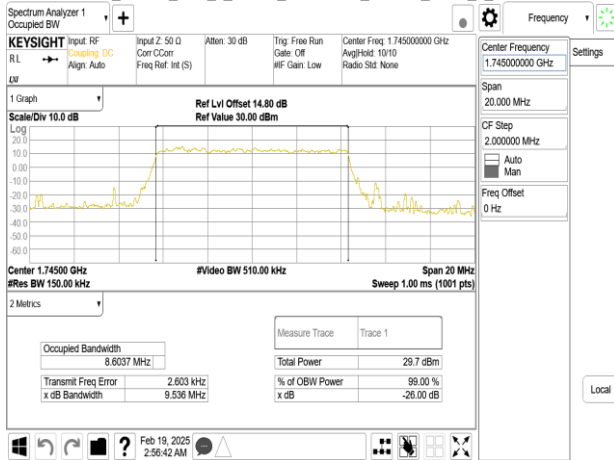 Spectrum Analyzer 1
Occupied BW
+
Frequency
KEYSIGHT
RL
LXI
Input: RF
Coupling: DC
Align: Auto
Input Z: 50 Ω
Corr CCorr
Freq Ref: Int (S)
Atten: 30 dB
Trig: Free Run
Gate: Off
#IF Gain: Low
Center Freq: 1.745000000 GHz
Avg|Hold: 10/10
Radio Std: None
Center Frequency
1.745000000 GHz
Settings
Span
20.000 MHz
CF Step
2.000000 MHz
Auto
Man
Freq Offset
0 Hz
Local
1 Graph
Scale/Div 10.0 dB
Ref Lvl Offset 14.80 dB
Ref Value 30.00 dBm
Log
20.0
10.0
0.00
-10.0
-20.0
-30.0
-40.0
-50.0
-60.0
Center 1.74500 GHz
#Video BW 510.00 kHz
Span 20 MHz
#Res BW 150.00 kHz
Sweep 1.00 ms (1001 pts)
2 Metrics
Measure Trace
Trace 1
Occupied Bandwidth
8.6037 MHz
Total Power
29.7 dBm
Transmit Freq Error
2.603 kHz
% of OBW Power
99.00 %
x dB Bandwidth
9.536 MHz
x dB
-26.00 dB
?
Feb 19, 2025
2:56:42 AM